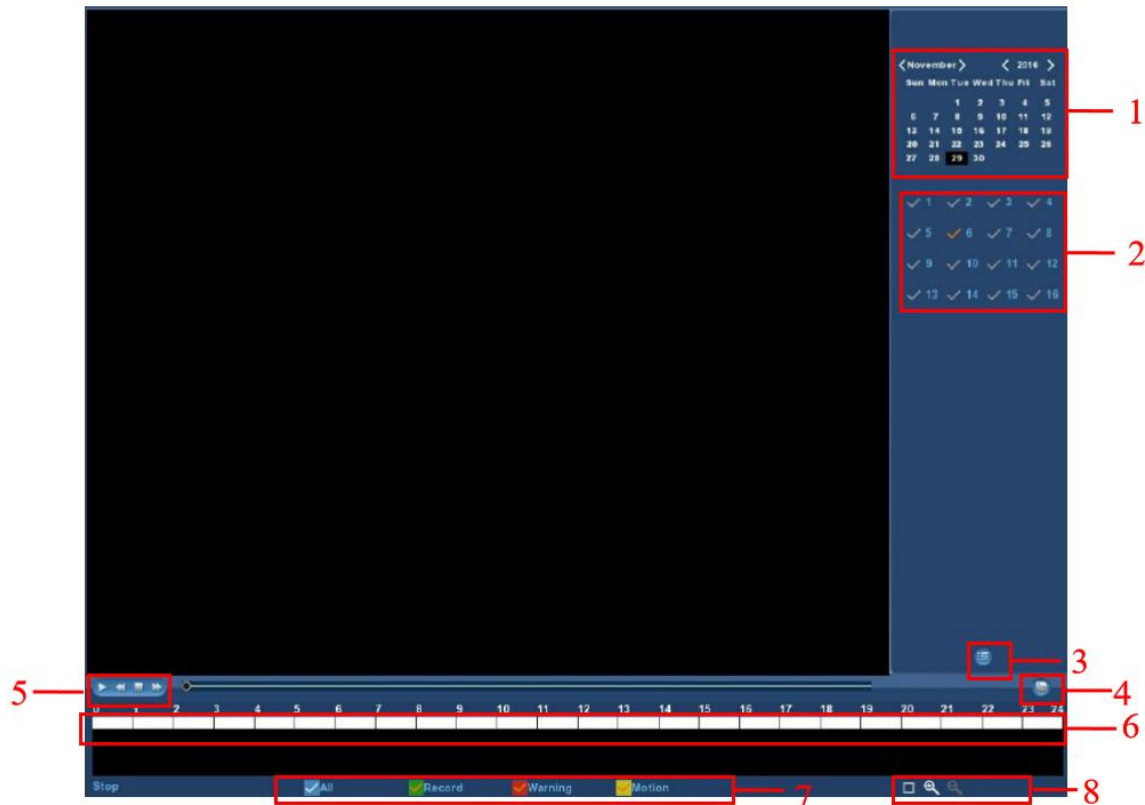 November 2016
Sun Mon Tue Wed Thu Fri Sat
1 2 3 4 5
6 7 8 9 10 11 12
13 14 15 16 17 18 19
20 21 22 23 24 25 26
27 28 29 30
1
1 2 3 4
5 6 7 8
9 10 11 12
13 14 15 16
2
3
4
5
0 1 2 3 4 5 6 7 8 9 10 11 12 13 14 15 16 17 18 19 20 21 22 23 24
6
Stop All Record Warning Motion
7
8